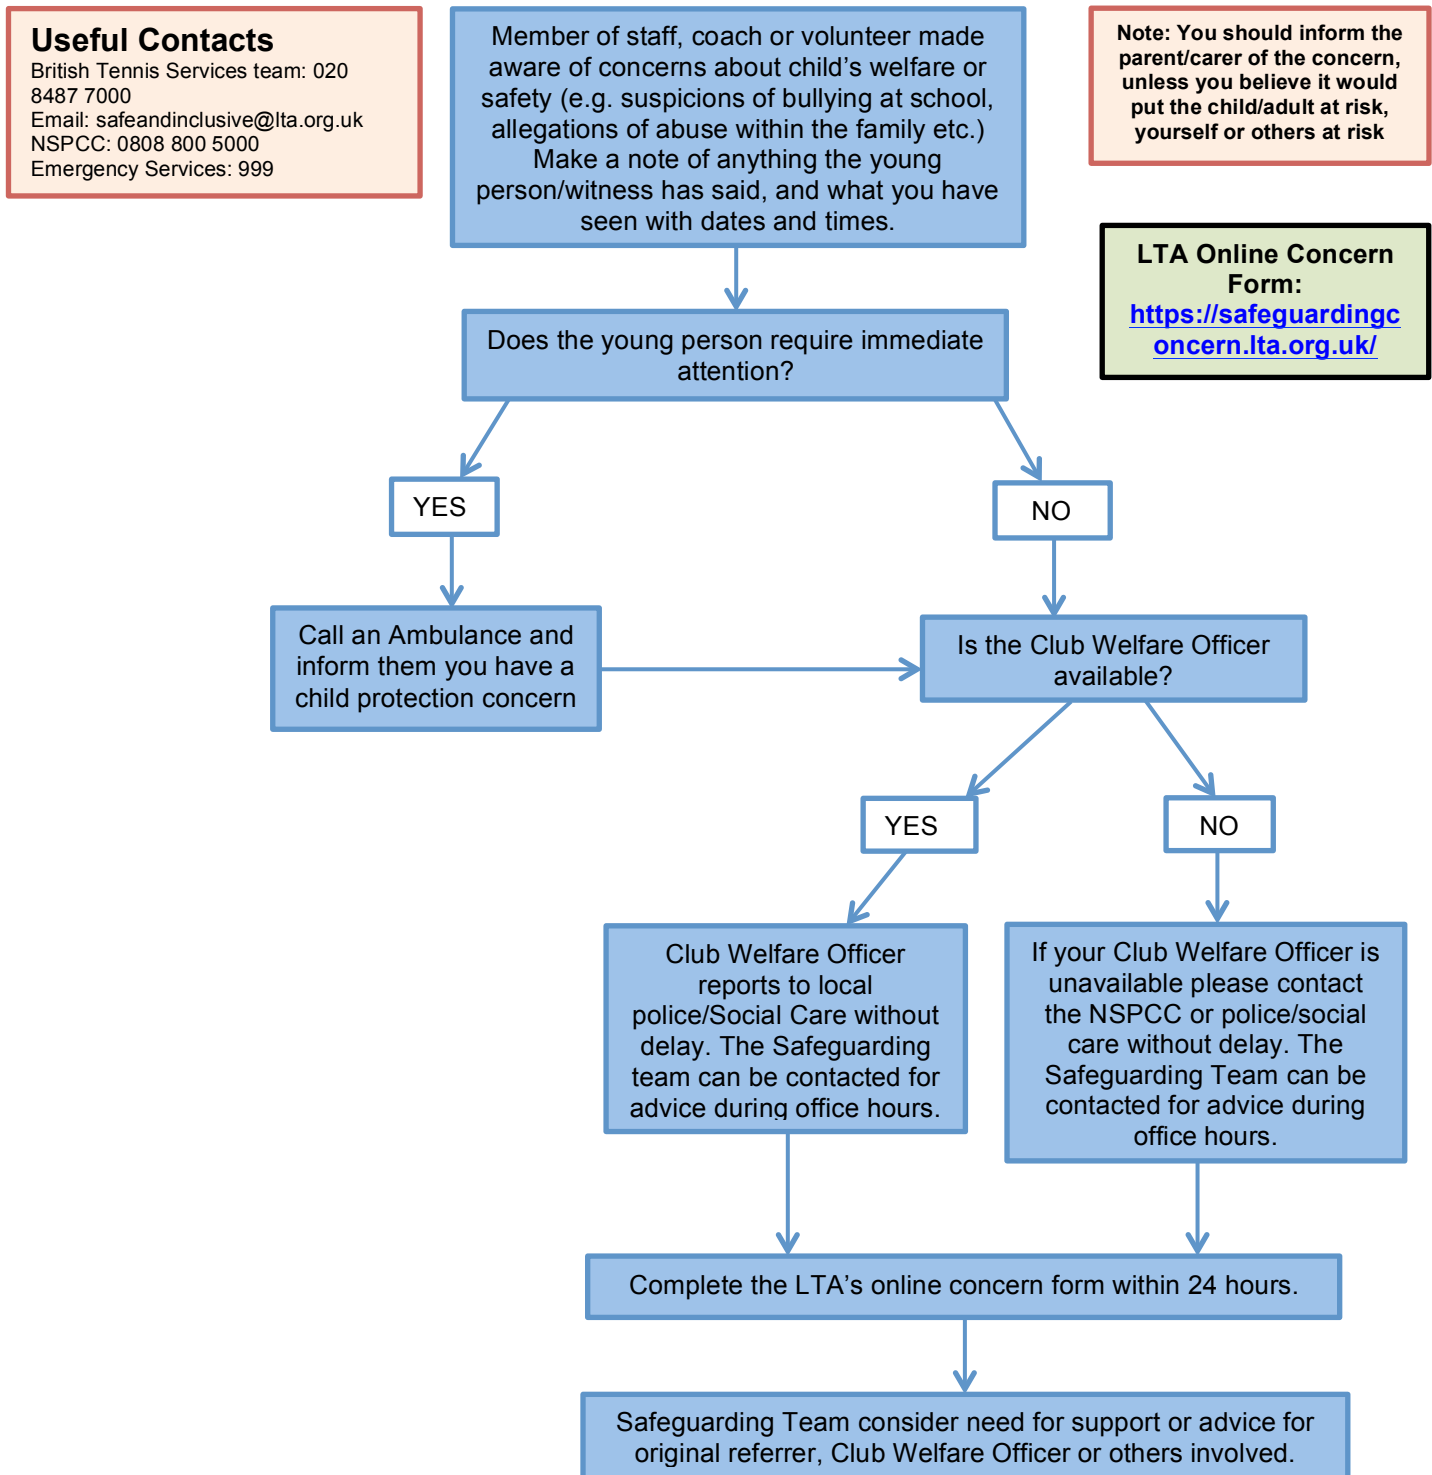 Useful Contacts
British Tennis Services team: 020
8487 7000
Email: safeandinclusive@lta.org.uk
NSPCC: 0808 800 5000
Emergency Services: 999
Member of staff, coach or volunteer made
aware of concerns about child's welfare or
safety (e.g. suspicions of bullying at school,
allegations of abuse within the family etc.)
Make a note of anything the young
person/witness has said, and what you have
seen with dates and times.
Note: You should inform the
parent/carer of the concern,
unless you believe it would
put the child/adult at risk,
yourself or others at risk
LTA Online Concern
Form:
https://safeguardingc
oncern.lta.org.uk/
Does the young person require immediate
attention?
YES
NO
Call an Ambulance and
inform them you have a
child protection concern
Is the Club Welfare Officer
available?
YES
NO
Club Welfare Officer
reports to local
police/Social Care without
delay. The Safeguarding
team can be contacted for
advice during office hours.
If your Club Welfare Officer is
unavailable please contact
the NSPCC or police/social
care without delay. The
Safeguarding Team can be
contacted for advice during
office hours.
Complete the LTA's online concern form within 24 hours.
Safeguarding Team consider need for support or advice for
original referrer, Club Welfare Officer or others involved.